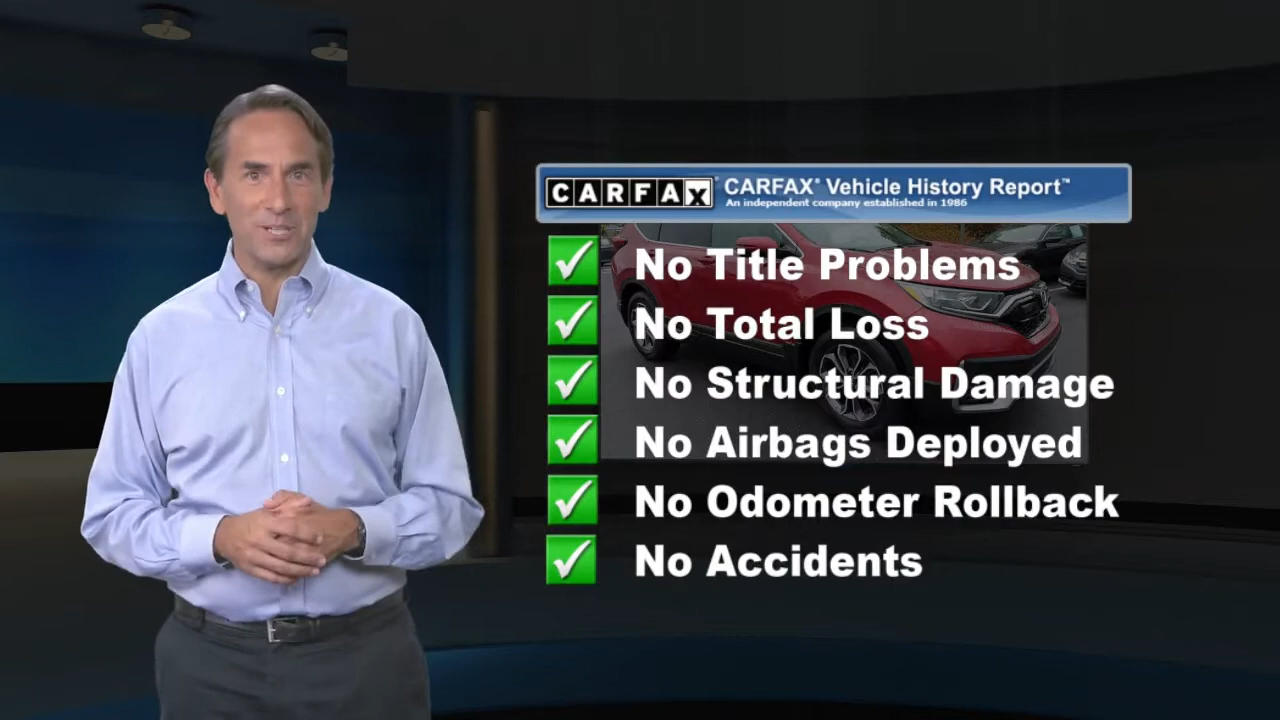 CARFAX® CARFAX® Vehicle History Report™
An independent company established in 1986
No Title Problems
No Total Loss
No Structural Damage
No Airbags Deployed
No Odometer Rollback
No Accidents